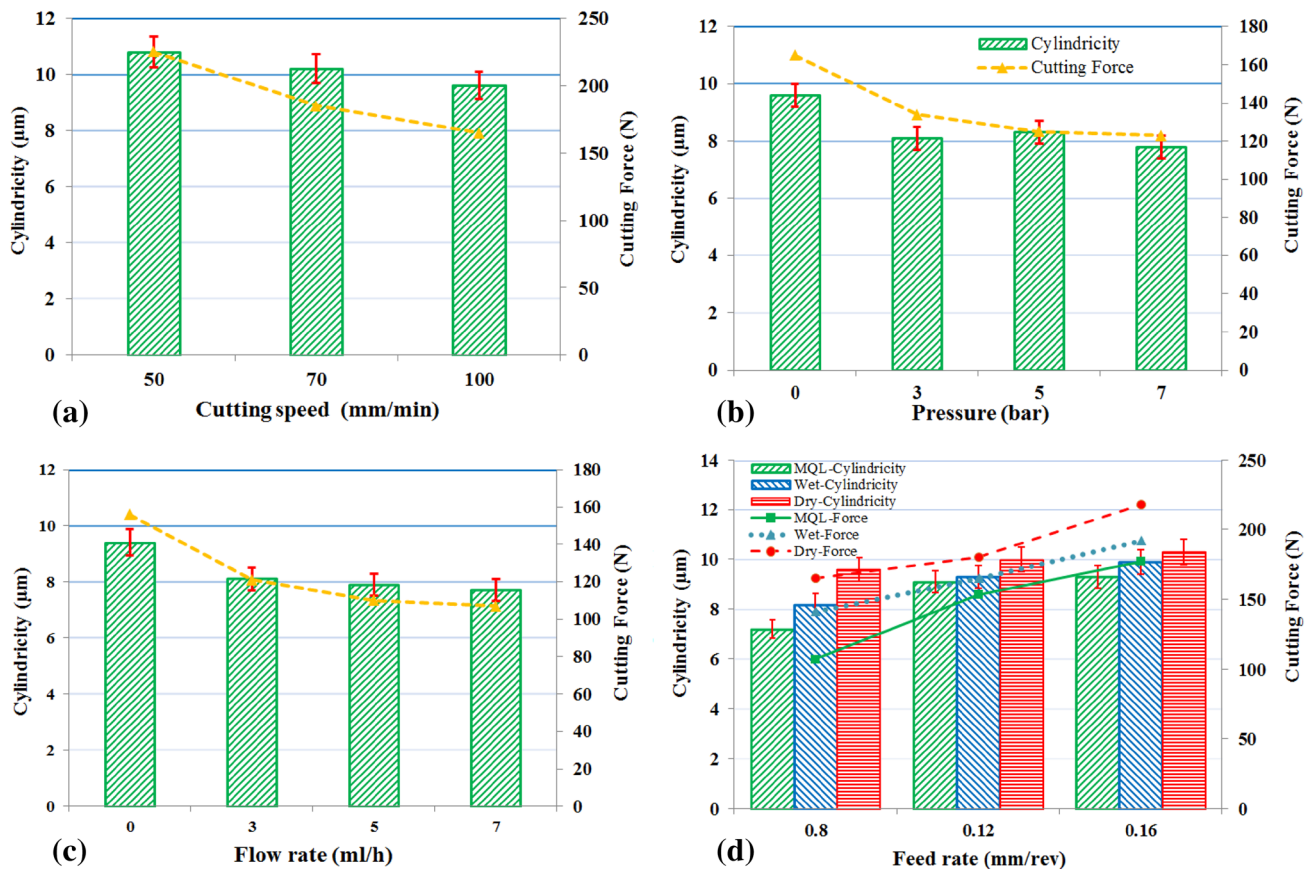 12
10
8
6
4
2
0
Cylindricity (µm)
250
200
150
100
50
0
Cutting Force (N)
50 70 100
Cutting speed (mm/min)
(a)
12
10
8
6
4
2
0
Cylindricity (µm)
Cylindricity
Cutting Force
180
160
140
120
100
80
60
40
20
0
Cutting Force (N)
0 3 5 7
Pressure (bar)
(b)
12
10
8
6
4
2
0
Cylindricity (µm)
180
160
140
120
100
80
60
40
20
0
Cutting Force (N)
0 3 5 7
Flow rate (ml/h)
(c)
14
12
10
8
6
4
2
0
Cylindricity (µm)
MQL-Cylindricity
Wet-Cylindricity
Dry-Cylindricity
MQL-Force
Wet-Force
Dry-Force
250
200
150
100
50
0
Cutting Force (N)
0.8 0.12 0.16
Feed rate (mm/rev)
(d)